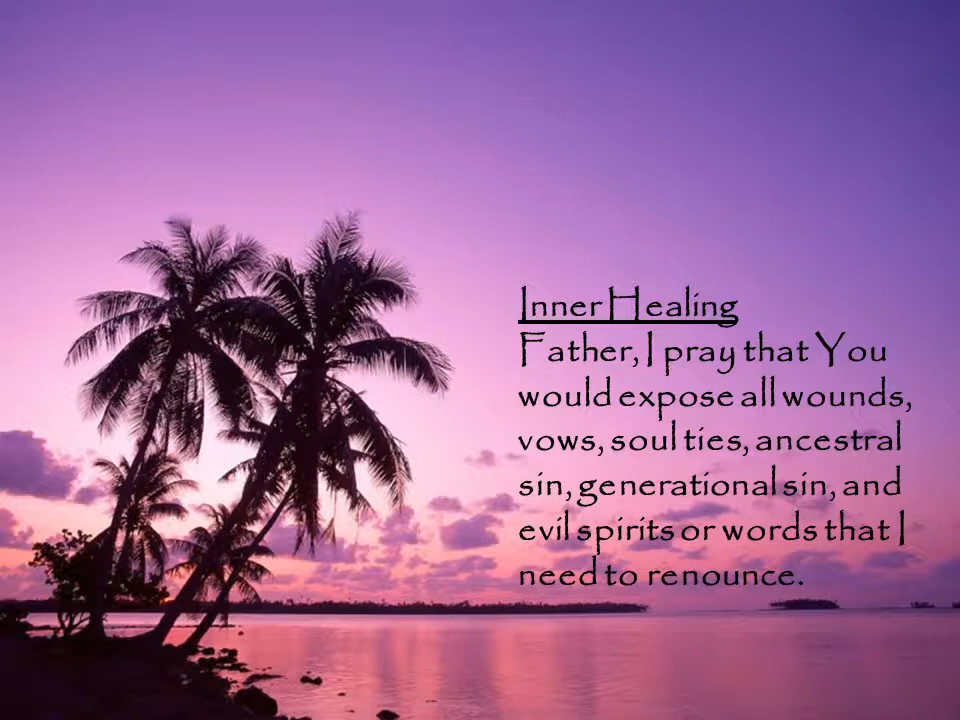 Inner Healing
Father, I pray that You
would expose all wounds,
vows, soul ties, ancestral
sin, generational sin, and
evil spirits or words that I
need to renounce.